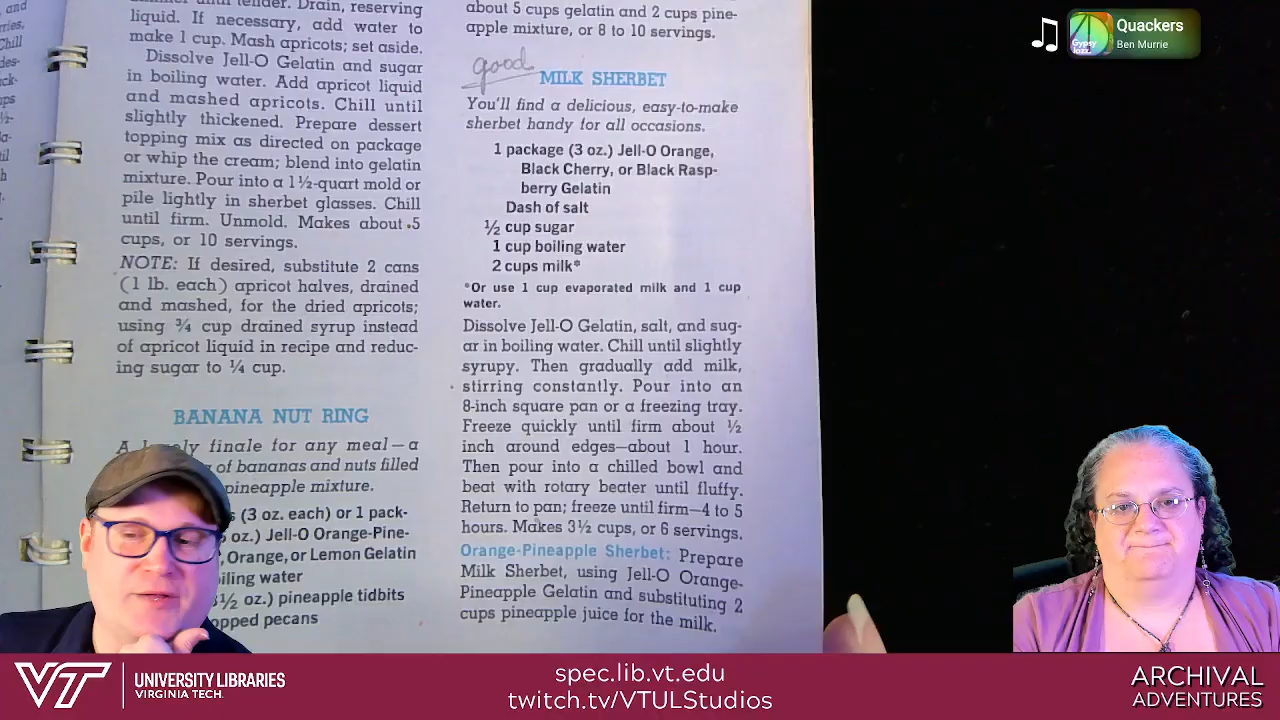 and
ries,
Chill
des-
ck-
ups
½-
da-
til
h
simmer until tender. Drain, reserving
liquid. If necessary, add water to
make 1 cup. Mash apricots; set aside.
Dissolve Jell-O Gelatin and sugar
in boiling water. Add apricot liquid
and mashed apricots. Chill until
slightly thickened. Prepare dessert
topping mix as directed on package
or whip the cream; blend into gelatin
mixture. Pour into a 1½-quart mold or
pile lightly in sherbet glasses. Chill
until firm. Unmold. Makes about 5
cups, or 10 servings.
NOTE: If desired, substitute 2 cans
(1 lb. each) apricot halves, drained
and mashed, for the dried apricots;
using ¾ cup drained syrup instead
of apricot liquid in recipe and reduc-
ing sugar to ¼ cup.
BANANA NUT RING
A lovely finale for any meal—a
of bananas and nuts filled
pineapple mixture.
(3 oz. each) or 1 pack-
oz.) Jell-O Orange-Pine-
, Orange, or Lemon Gelatin
boiling water
½ oz.) pineapple tidbits
chopped pecans
about 5 cups gelatin and 2 cups pine-
apple mixture, or 8 to 10 servings.
good
MILK SHERBET
You'll find a delicious, easy-to-make
sherbet handy for all occasions.
1 package (3 oz.) Jell-O Orange,
Black Cherry, or Black Rasp-
berry Gelatin
Dash of salt
½ cup sugar
1 cup boiling water
2 cups milk*
*Or use 1 cup evaporated milk and 1 cup
water.
Dissolve Jell-O Gelatin, salt, and sug-
ar in boiling water. Chill until slightly
syrupy. Then gradually add milk,
stirring constantly. Pour into an
8-inch square pan or a freezing tray.
Freeze quickly until firm about ½
inch around edges—about 1 hour.
Then pour into a chilled bowl and
beat with rotary beater until fluffy.
Return to pan; freeze until firm—4 to 5
hours. Makes 3½ cups, or 6 servings.
Orange-Pineapple Sherbet: Prepare
Milk Sherbet, using Jell-O Orange-
Pineapple Gelatin and substituting 2
cups pineapple juice for the milk.
Gypsy
Jazz
Quackers
Ben Murrie
VT
UNIVERSITY LIBRARIES
VIRGINIA TECH
spec.lib.vt.edu
twitch.tv/VTULStudios
ARCHIVAL
ADVENTURES